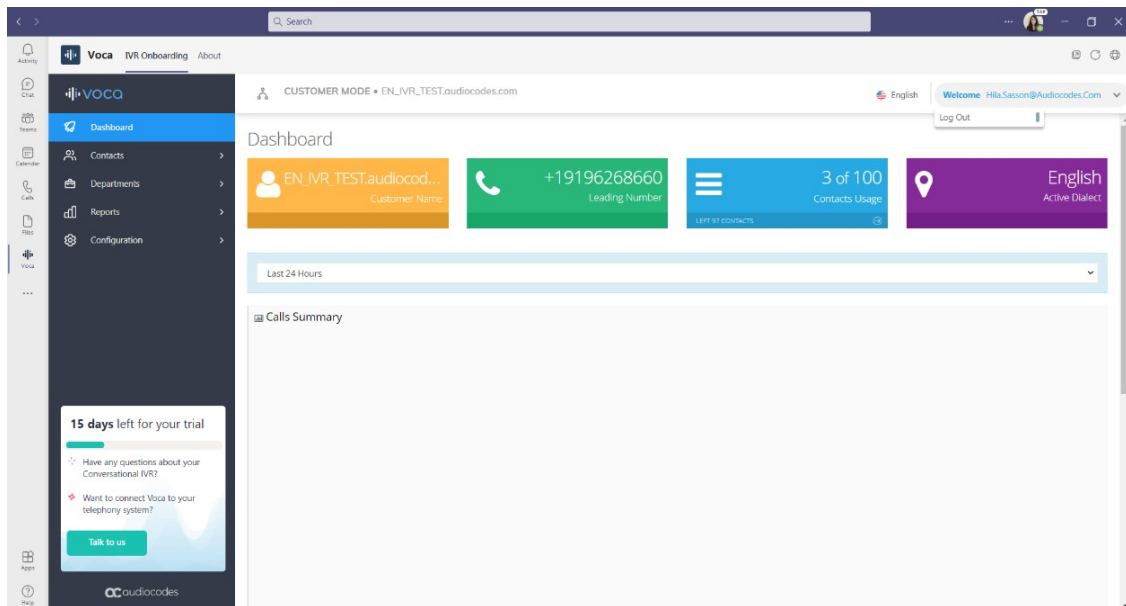 Search
Activity
Chat
Teams
Calendar
Calls
Files
Voca
Apps
Help
Voca IVR Onboarding About
VOCA
Dashboard
Contacts
Departments
Reports
Configuration
15 days left for your trial
Have any questions about your
Conversational IVR?
Want to connect Voca to your
telephony system?
Talk to us
audiocodes
CUSTOMER MODE • EN_IVR_TEST.audiocodes.com
English
Welcome Hila.Sasson@Audiocodes.Com
Log Out
Dashboard
EN_IVR_TEST.audiocod...
Customer Name
+19196268660
Leading Number
3 of 100
Contacts Usage
LEFT 97 CONTACTS
English
Active Dialect
Last 24 Hours
Calls Summary